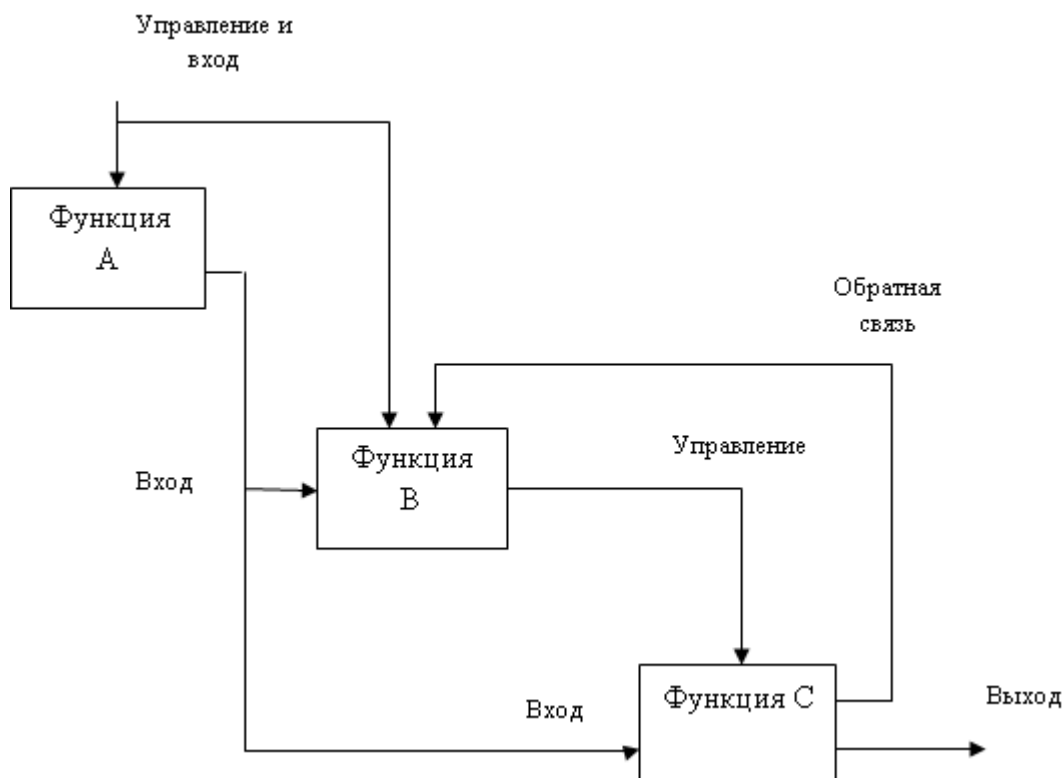 Управление и
вход
Функция
А
Обратная
связь
Управление
Функция
В
Вход
Функция С
Вход
Выход